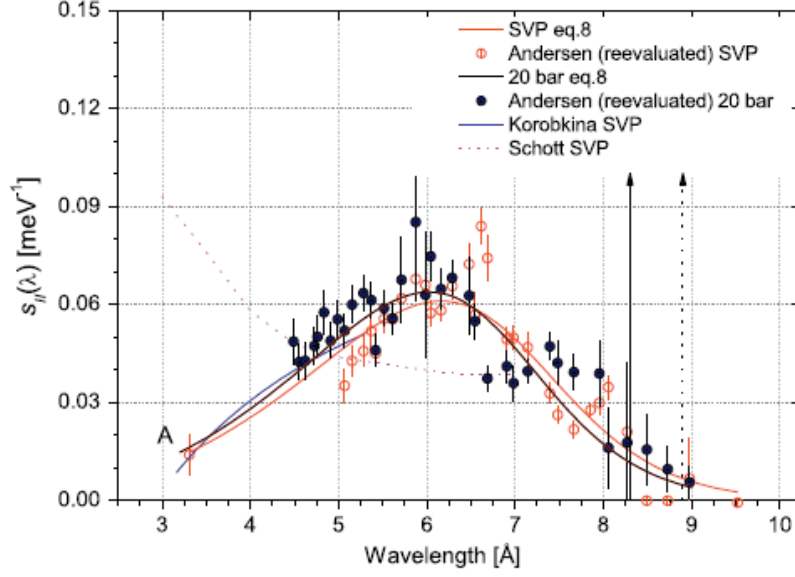 0.15
0.12
0.09
0.06
0.03
0.00
s_{II}(λ) [meV⁻¹]
SVP eq.8
Andersen (reevaluated) SVP
20 bar eq.8
Andersen (reevaluated) 20 bar
Korobkina SVP
Schott SVP
A
3 4 5 6 7 8 9 10
Wavelength [Å]